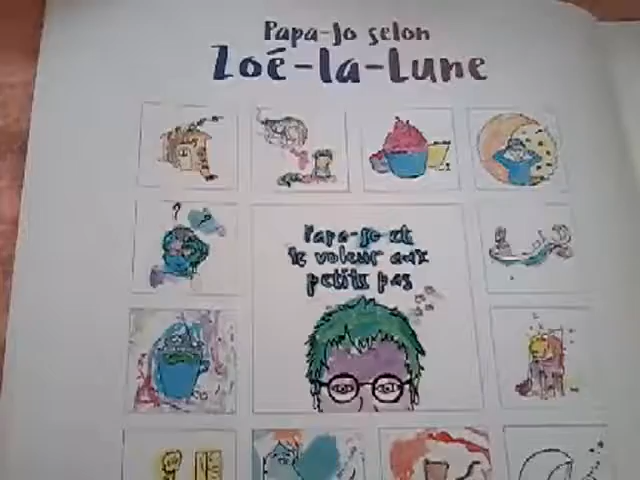 Papa-Jo selon
Zoé-la-Lune
Papa-Jo et
le voleur aux
petits pas